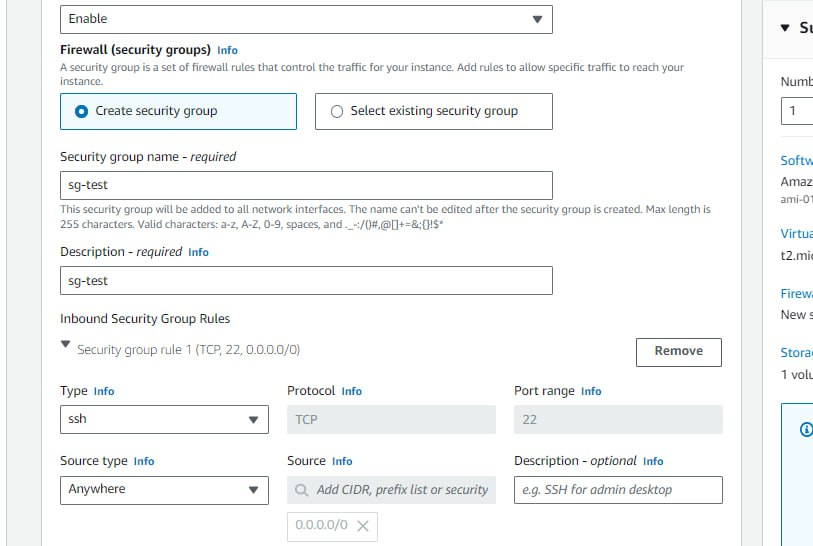 Enable
Firewall (security groups) Info
A security group is a set of firewall rules that control the traffic for your instance. Add rules to allow specific traffic to reach your
instance.
Create security group
Select existing security group
Security group name - required
sg-test
This security group will be added to all network interfaces. The name can't be edited after the security group is created. Max length is
255 characters. Valid characters: a-z, A-Z, 0-9, spaces, and ._-:/()#,@[]+=&;{}!$*
Description - required Info
sg-test
Inbound Security Group Rules
Security group rule 1 (TCP, 22, 0.0.0.0/0)
Remove
Type Info
Protocol Info
Port range Info
ssh
TCP
22
Source type Info
Source Info
Description - optional Info
Anywhere
Add CIDR, prefix list or security
e.g. SSH for admin desktop
0.0.0.0/0
Su
Numb
1
Softw
Amaz
ami-01
Virtua
t2.mic
Firewa
New s
Storag
1 volu